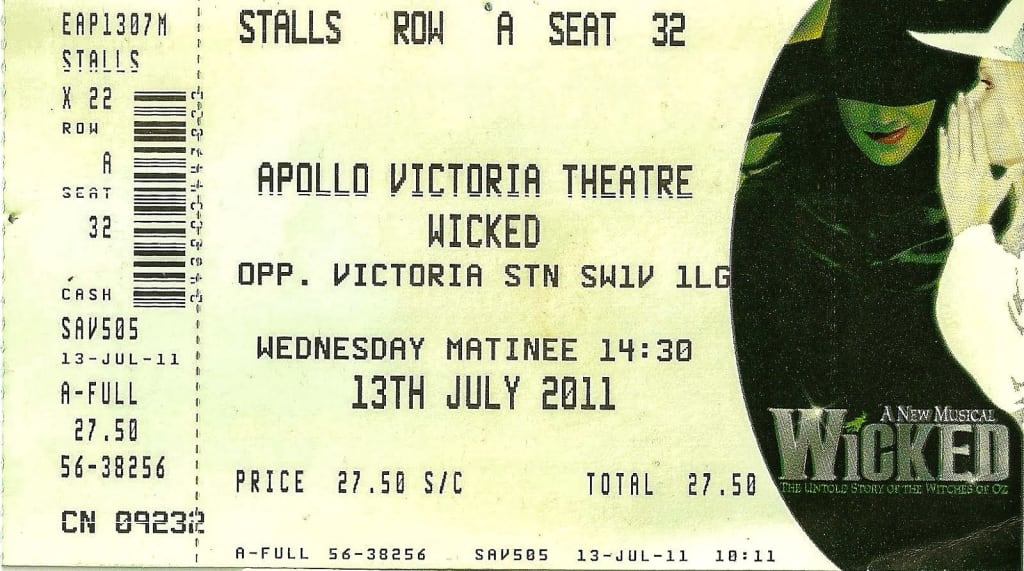 EAP1307M
STALLS
X 22
ROW
A
SEAT
32
CASH
SAV505
13-JUL-11
A-FULL
27.50
56-38256
CN 09232
STALLS ROW A SEAT 32
APOLLO VICTORIA THEATRE
WICKED
OPP. VICTORIA STN SW1V 1LG
WEDNESDAY MATINEE 14:30
13TH JULY 2011
PRICE 27.50 S/C TOTAL 27.50
A-FULL 56-38256 SAV505 13-JUL-11 10:11
A NEW MUSICAL
WICKED
THE UNTOLD STORY OF THE WITCHES OF OZ